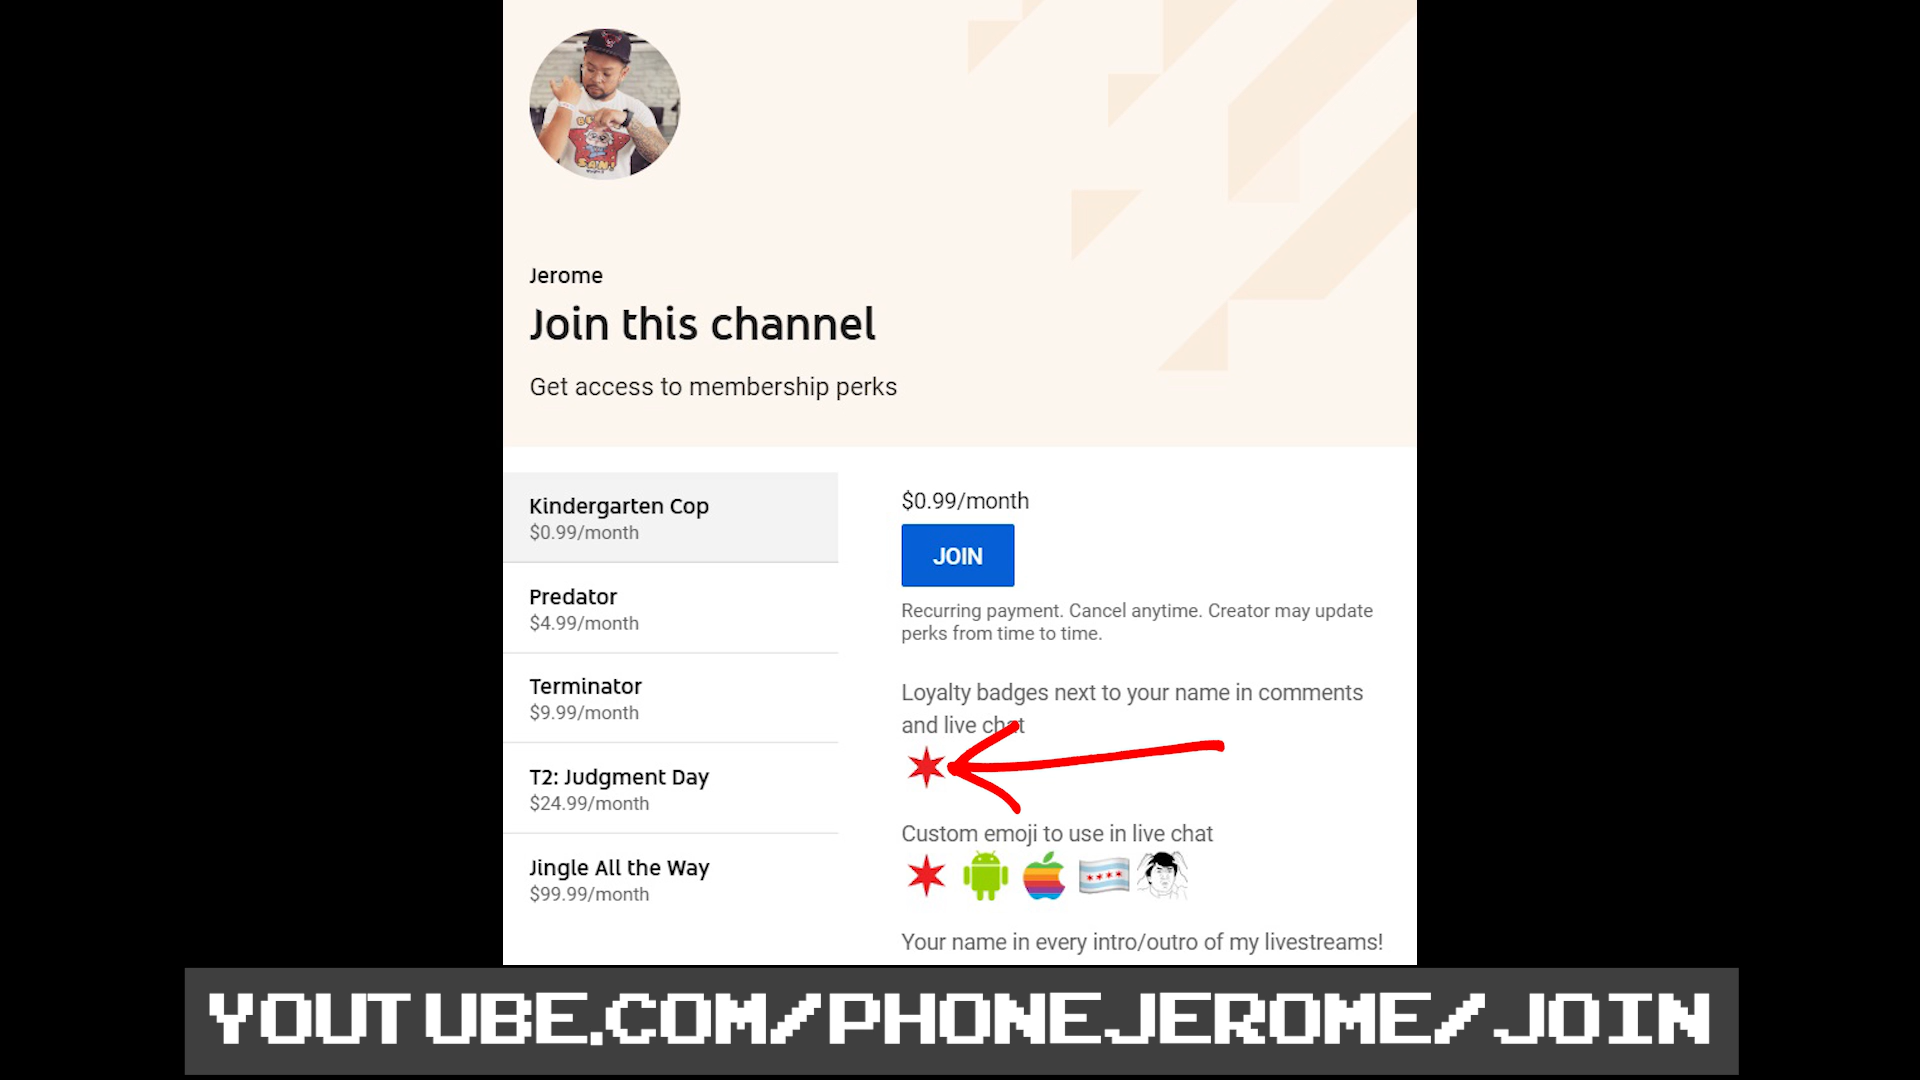 Jerome
Join this channel
Get access to membership perks
Kindergarten Cop
$0.99/month
Predator
$4.99/month
Terminator
$9.99/month
T2: Judgment Day
$24.99/month
Jingle All the Way
$99.99/month
$0.99/month
JOIN
Recurring payment. Cancel anytime. Creator may update
perks from time to time.
Loyalty badges next to your name in comments
and live chat
Custom emoji to use in live chat
Your name in every intro/outro of my livestreams!
YOUTUBE.COM/PHONEJEROME/JOIN